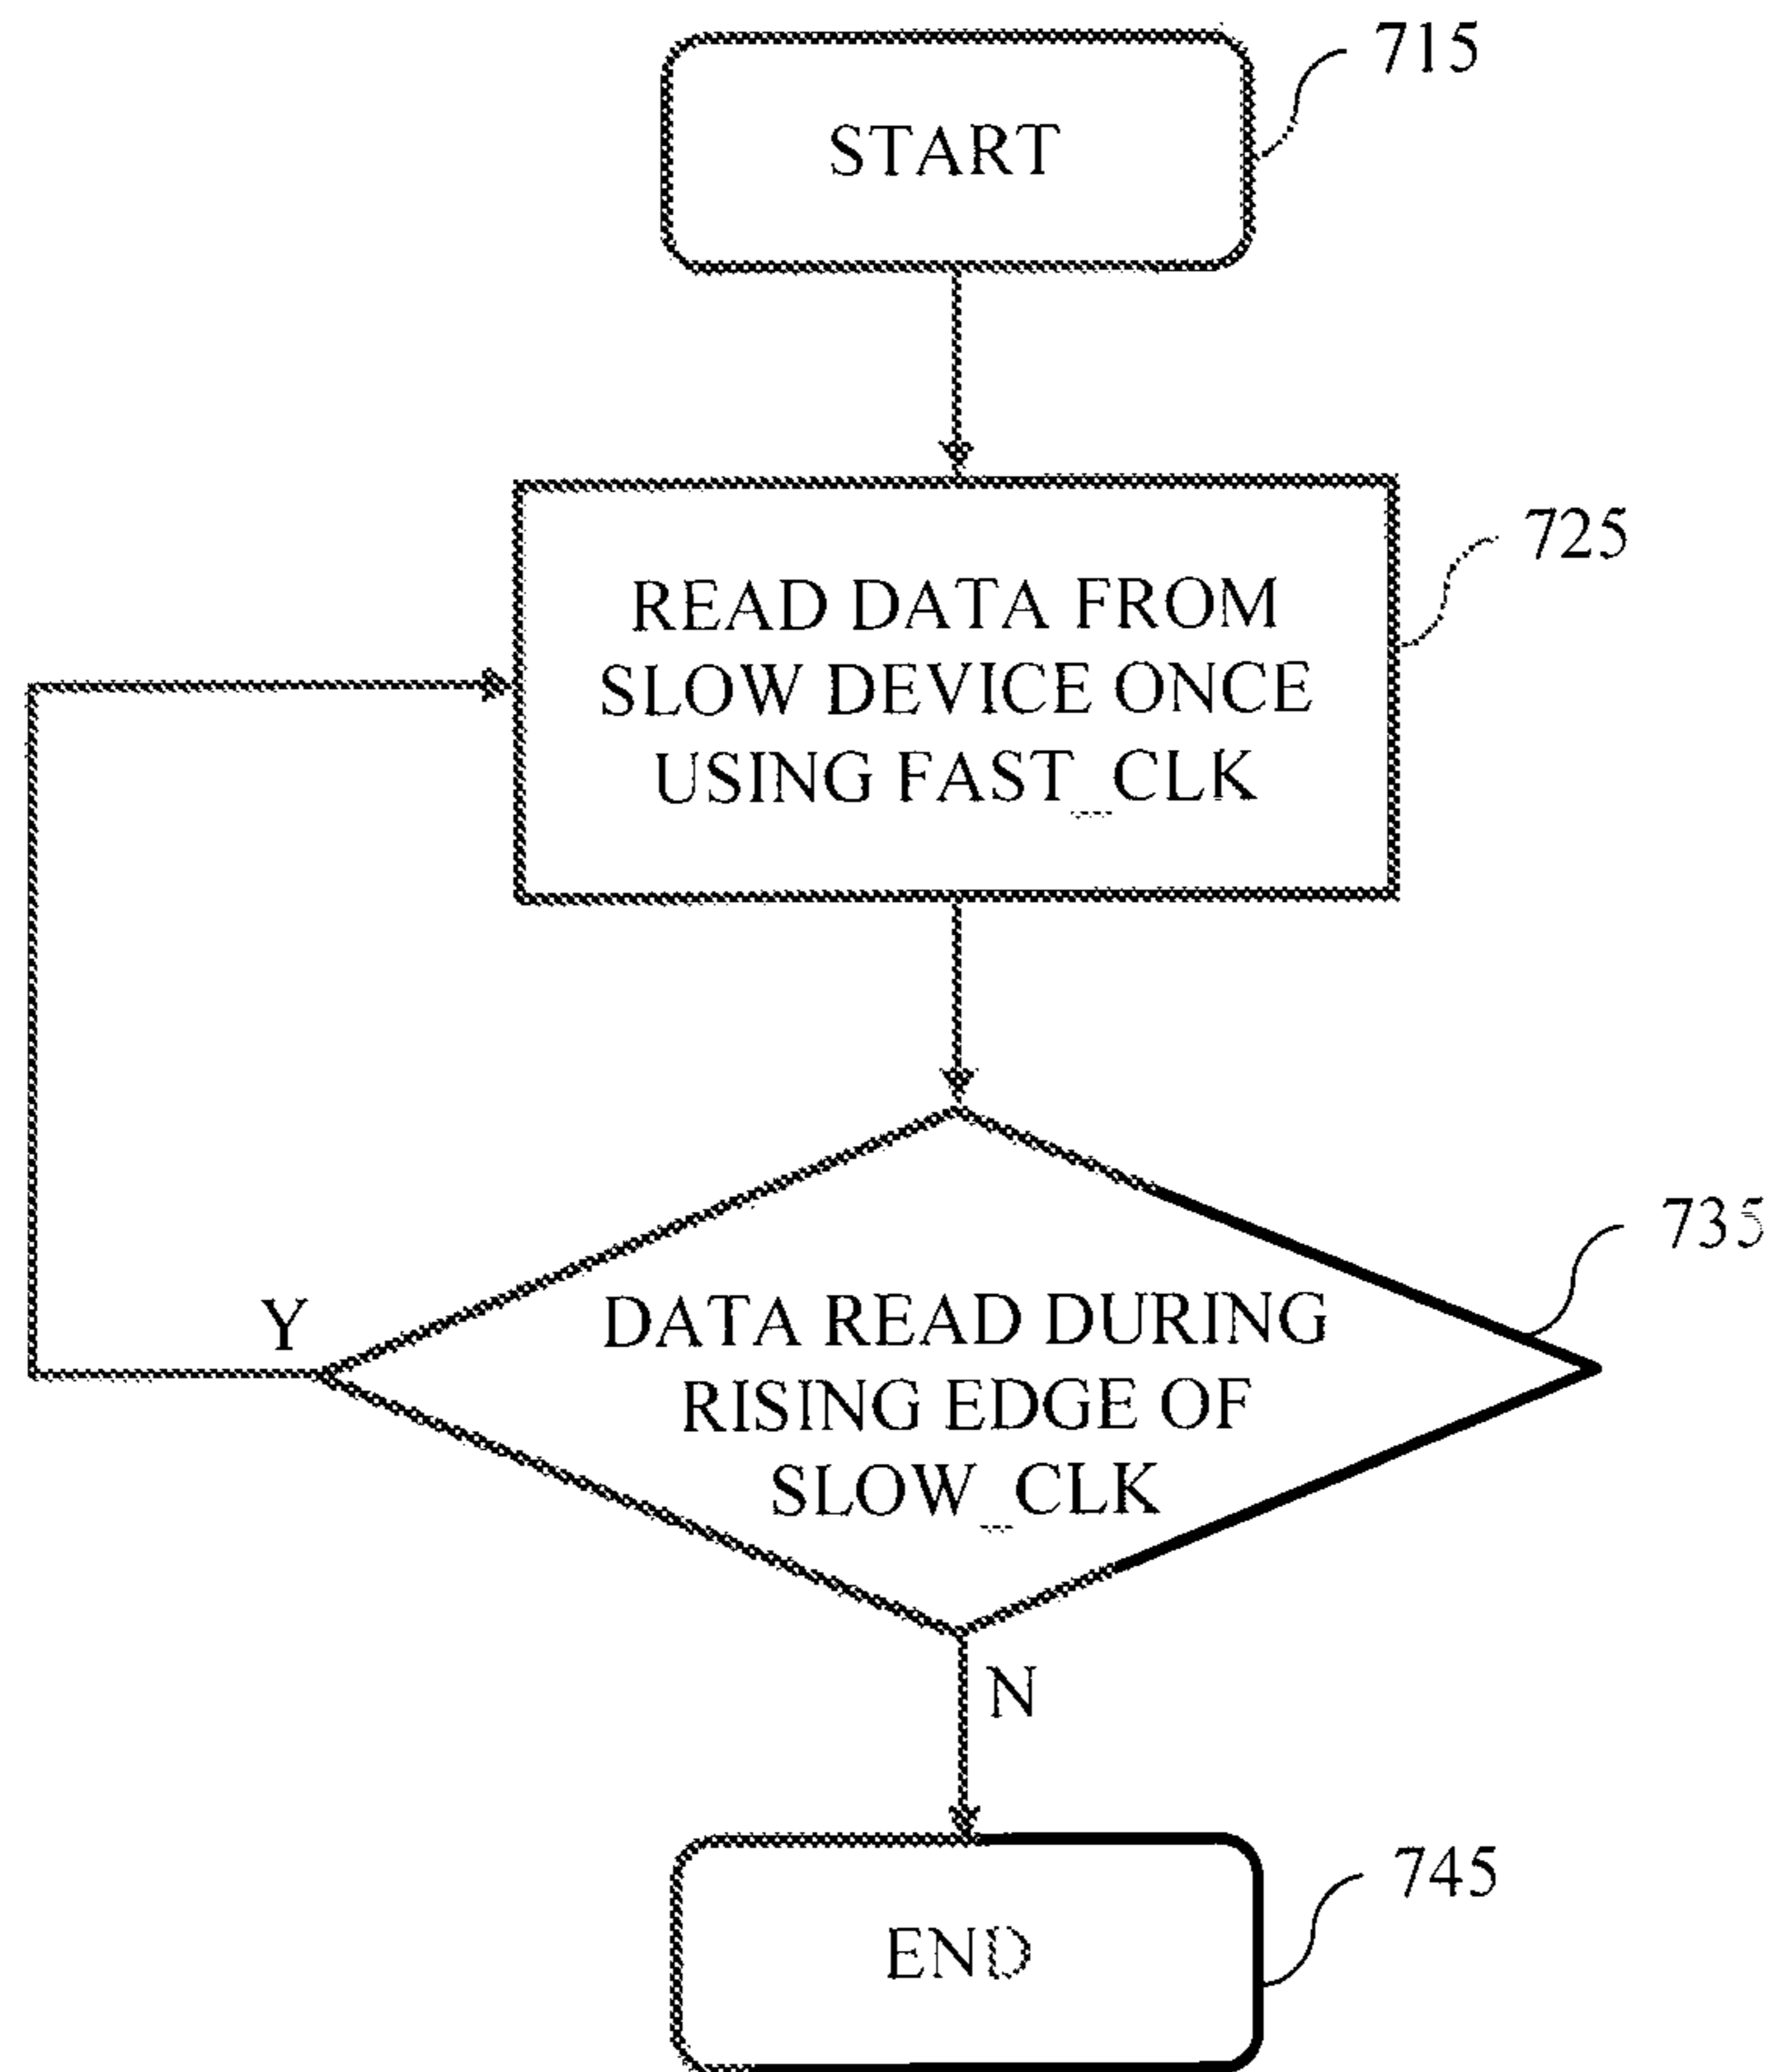 715
START
725
READ DATA FROM
SLOW DEVICE ONCE
USING FAST_CLK
735
Y
DATA READ DURING
RISING EDGE OF
SLOW_CLK
N
745
END